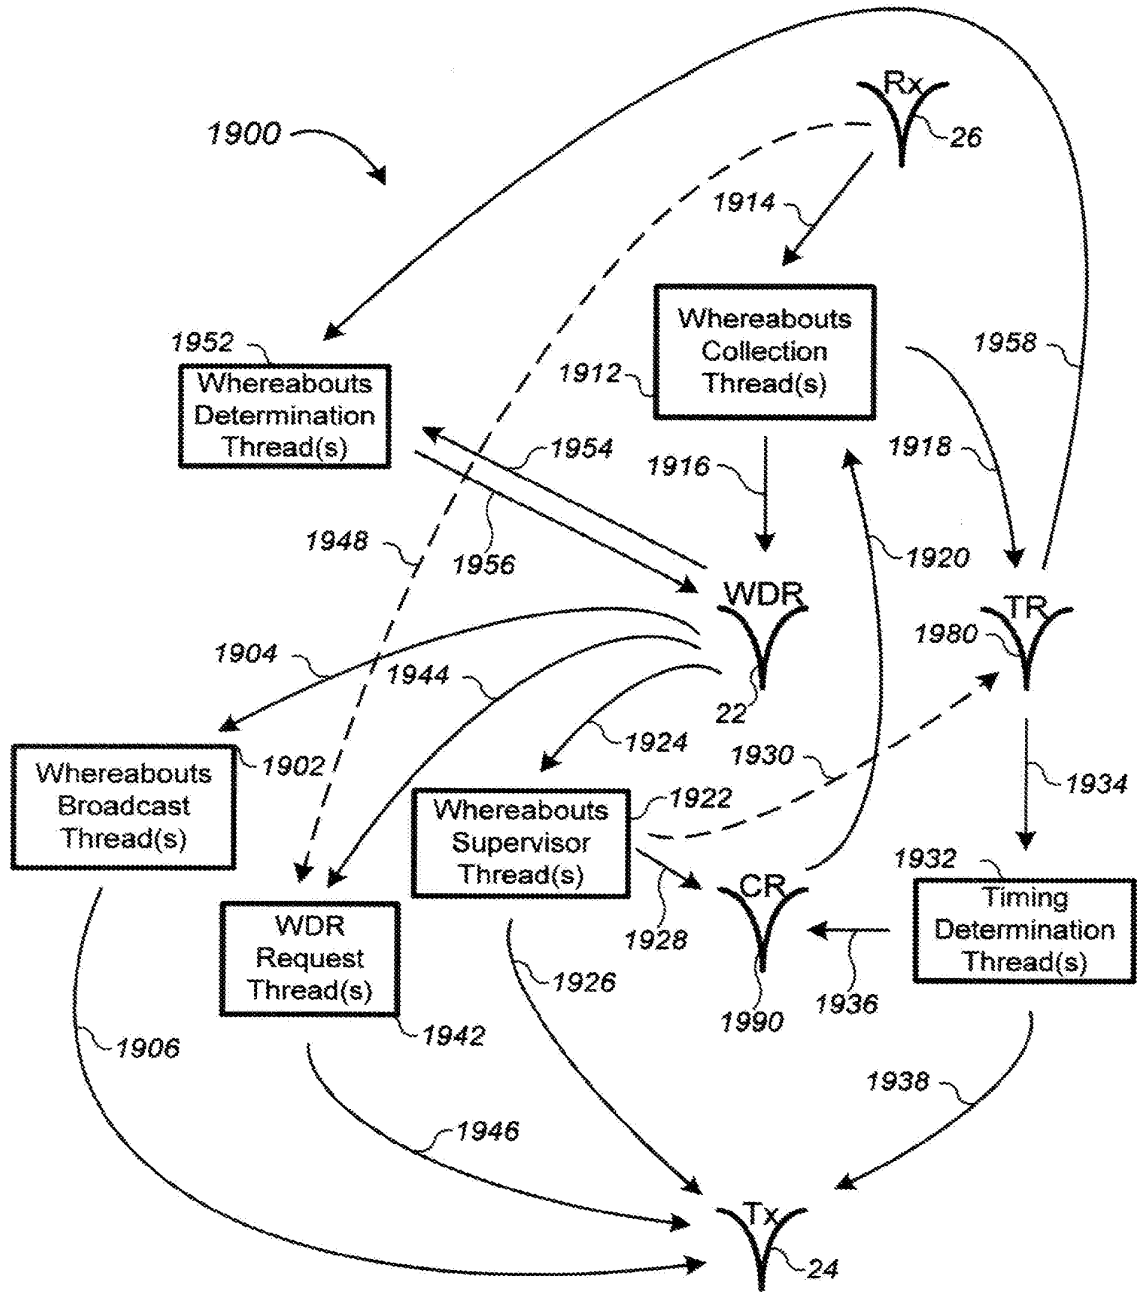 Rx
1900
26
1914
1952
Whereabouts
Determination
Thread(s)
Whereabouts
Collection
Thread(s)
1912
1958
1918
1954
1916
1948
1956
1920
WDR
TR
1980
1904
1944
22
1924
1930
1934
Whereabouts
Broadcast
Thread(s)
1902
Whereabouts
Supervisor
Thread(s)
1922
1932
CR
Timing
Determination
Thread(s)
WDR
Request
Thread(s)
1928
1926
1936
1990
1942
1906
1938
1946
Tx
24